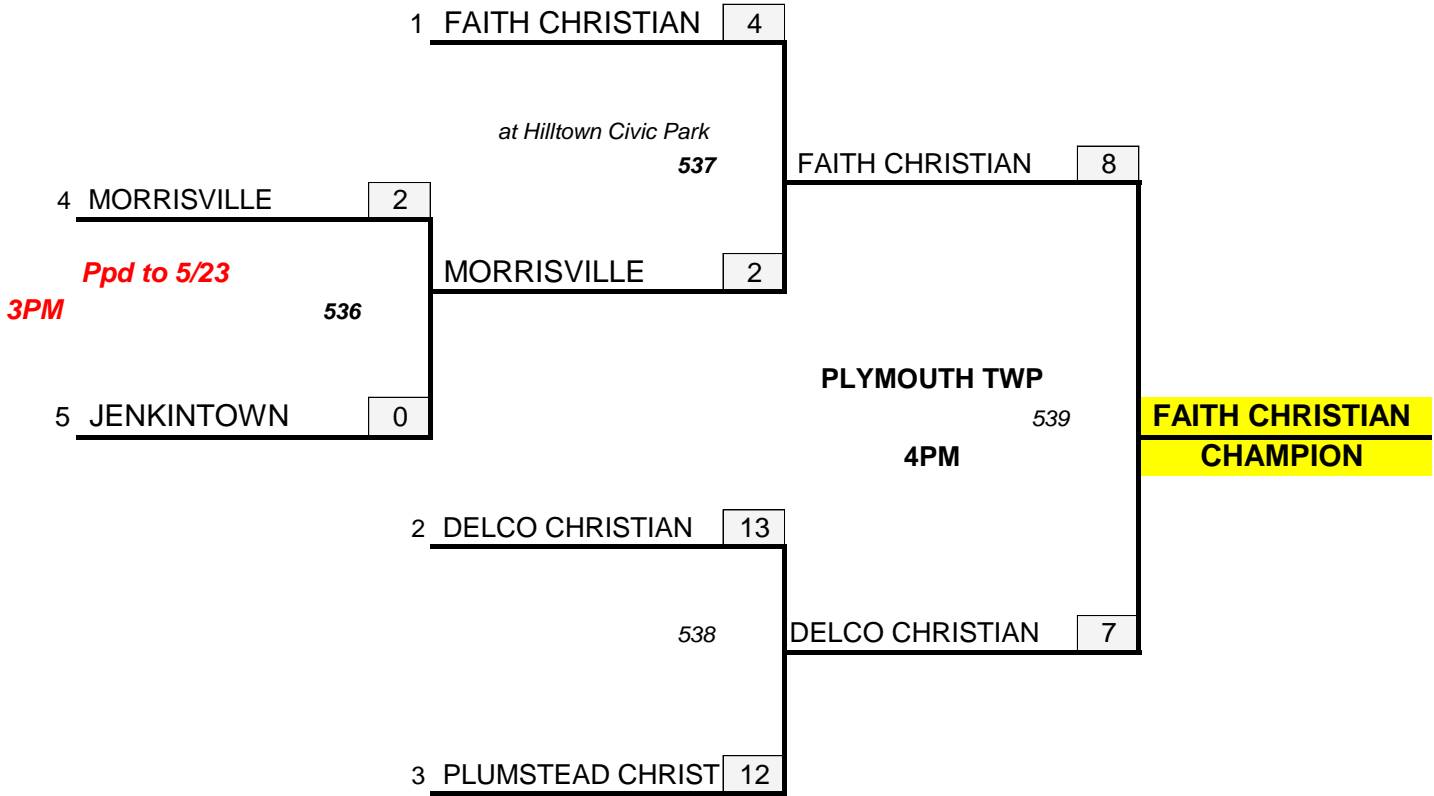 1 FAITH CHRISTIAN 4
at Hilltown Civic Park
537
FAITH CHRISTIAN 8
4 MORRISVILLE 2
Ppd to 5/23
MORRISVILLE 2
3PM
536
PLYMOUTH TWP
5 JENKINTOWN 0
539
FAITH CHRISTIAN
4PM
CHAMPION
2 DELCO CHRISTIAN 13
538
DELCO CHRISTIAN 7
3 PLUMSTEAD CHRIST 12